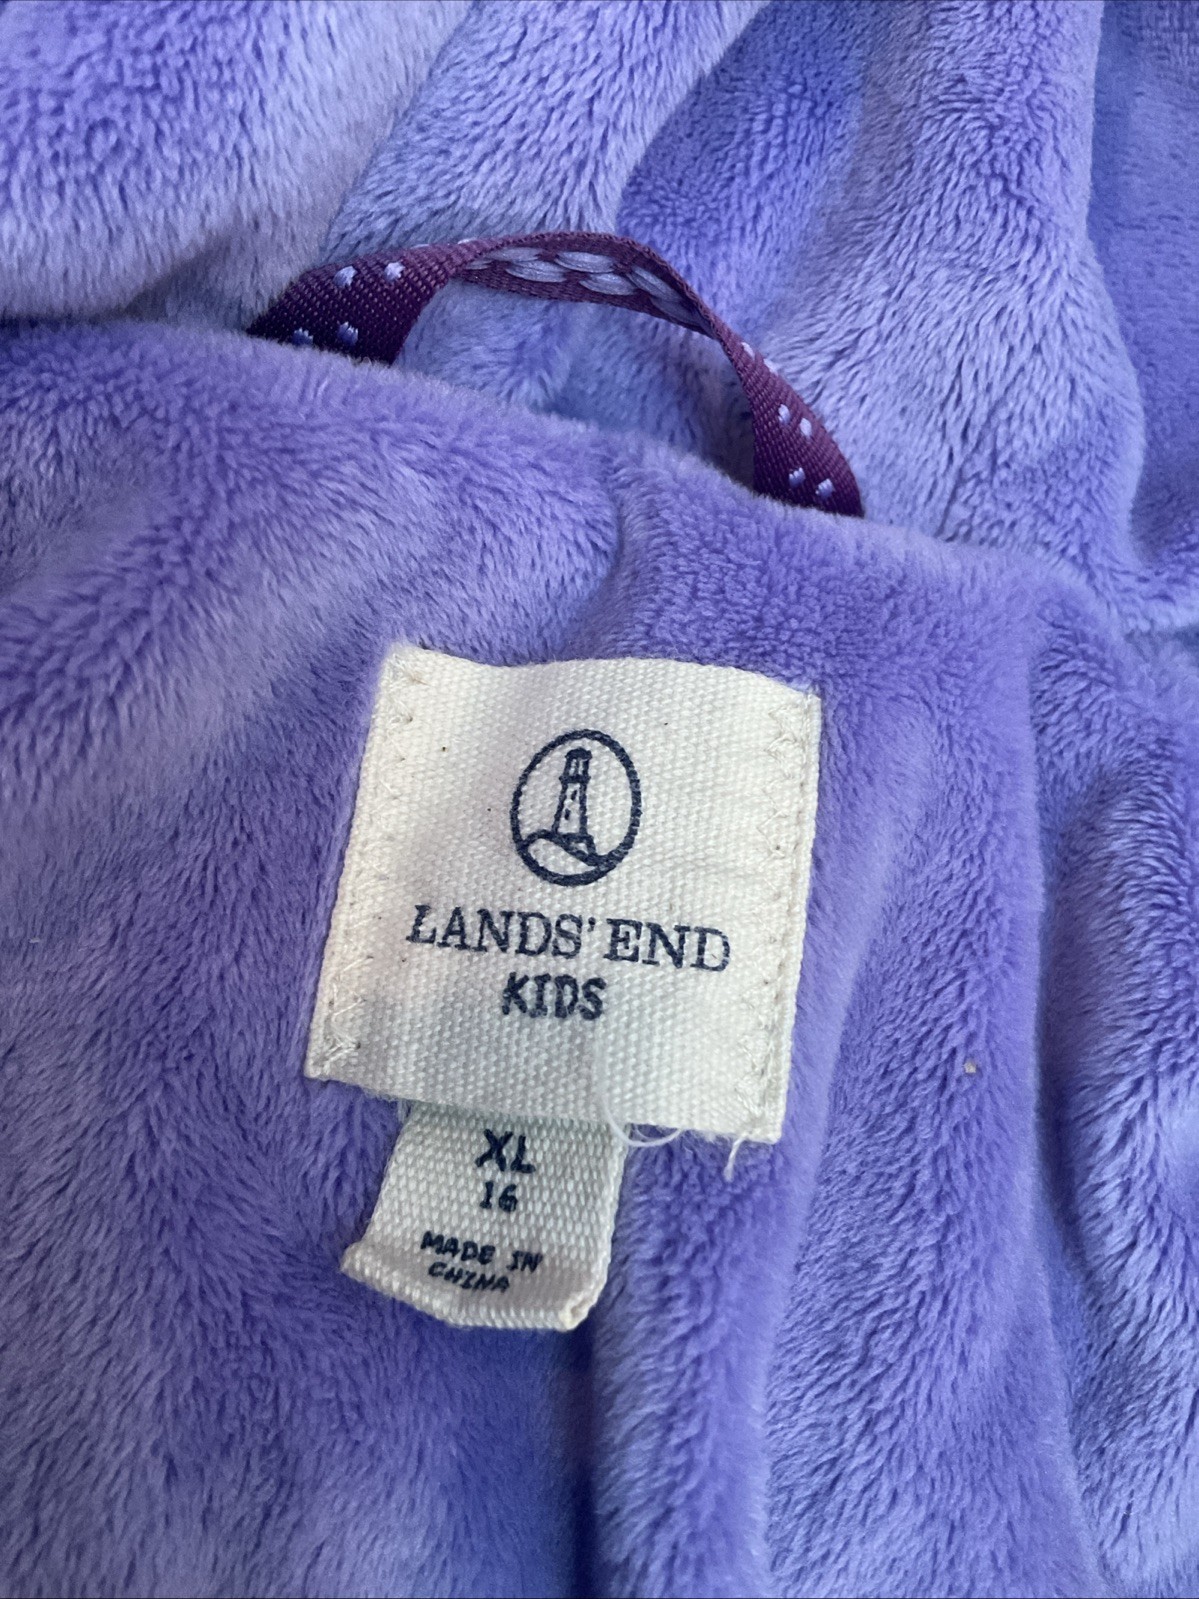 LANDS' END
KIDS
XL
16
MADE IN
CHINA